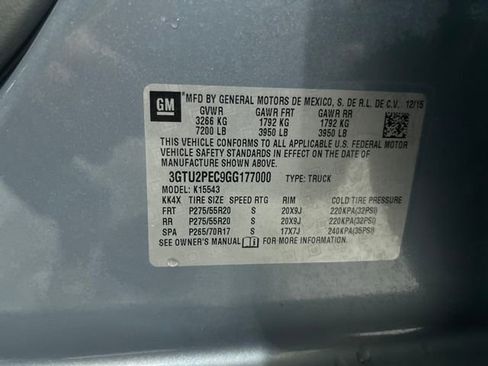 GM MFD BY GENERAL MOTORS DE MEXICO, S. DE R.L. DE C.V. 12/15
GVWR GAWR FRT GAWR RR
3266 KG 1792 KG 1792 KG
7200 LB 3950 LB 3950 LB
THIS VEHICLE CONFORMS TO ALL APPLICABLE U.S. FEDERAL MOTOR
VEHICLE SAFETY STANDARDS IN EFFECT ON THE DATE OF MANUFACTURE
SHOWN ABOVE.
3GTU2PEC9GG177000 TYPE: TRUCK
MODEL: K15543
KK4X TIRE SIZE SPEED RTG RIM COLD TIRE PRESSURE
FRT P275/55R20 S 20X9J 220KPA(32PSI)
RR P275/55R20 S 20X9J 220KPA(32PSI)
SPA P265/70R17 S 17X7J 240KPA(35PSI)
SEE OWNER'S MANUAL FOR MORE INFORMATION.